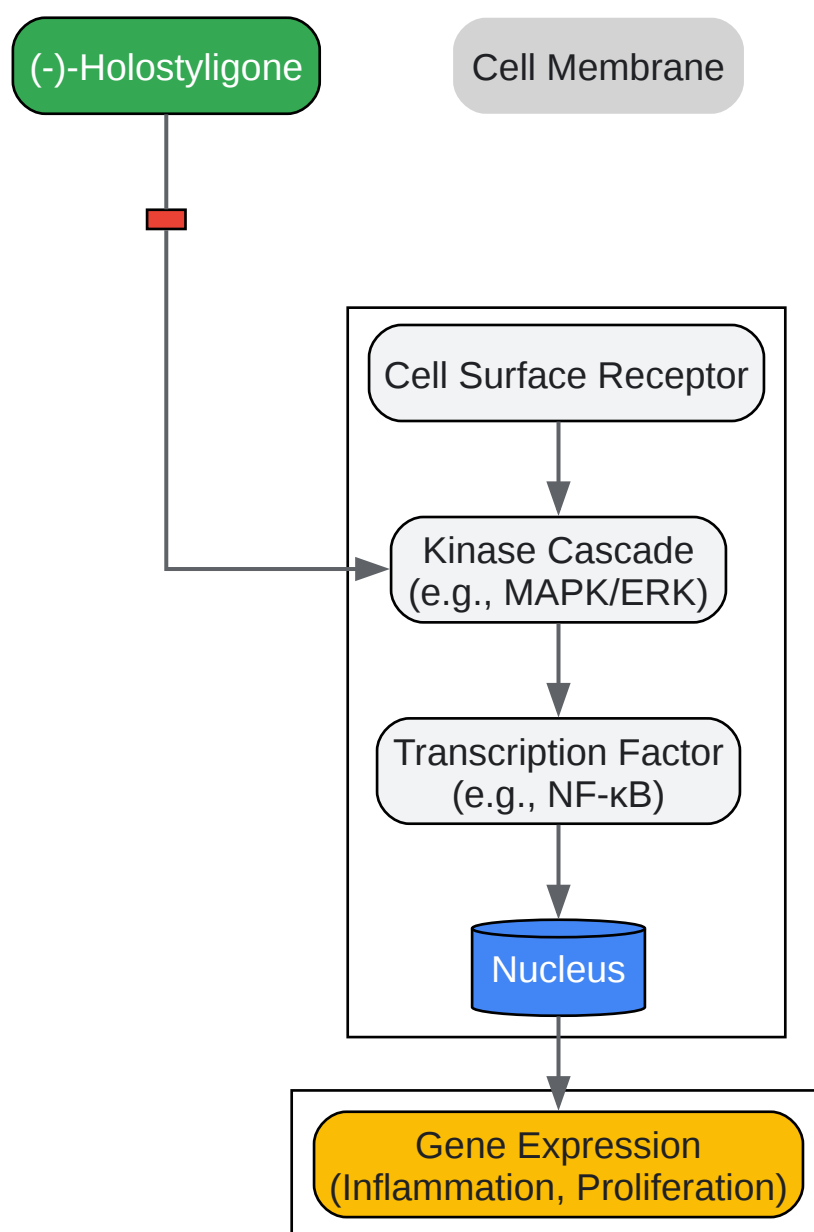 (-)-Holostyligone
Cell Membrane
Cell Surface Receptor
Kinase Cascade
(e.g., MAPK/ERK)
Transcription Factor
(e.g., NF-κB)
Nucleus
Gene Expression
(Inflammation, Proliferation)